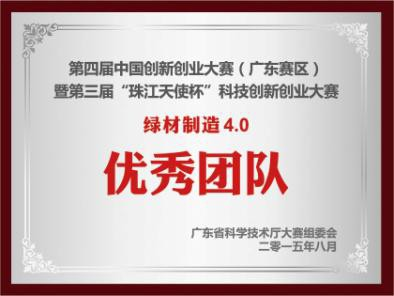 第四届中国创新创业大赛（广东赛区）
暨第三届“珠江天使杯”科技创新创业大赛
绿材制造4.0
优秀团队
广东省科学技术厅大赛组委会
二零一五年八月